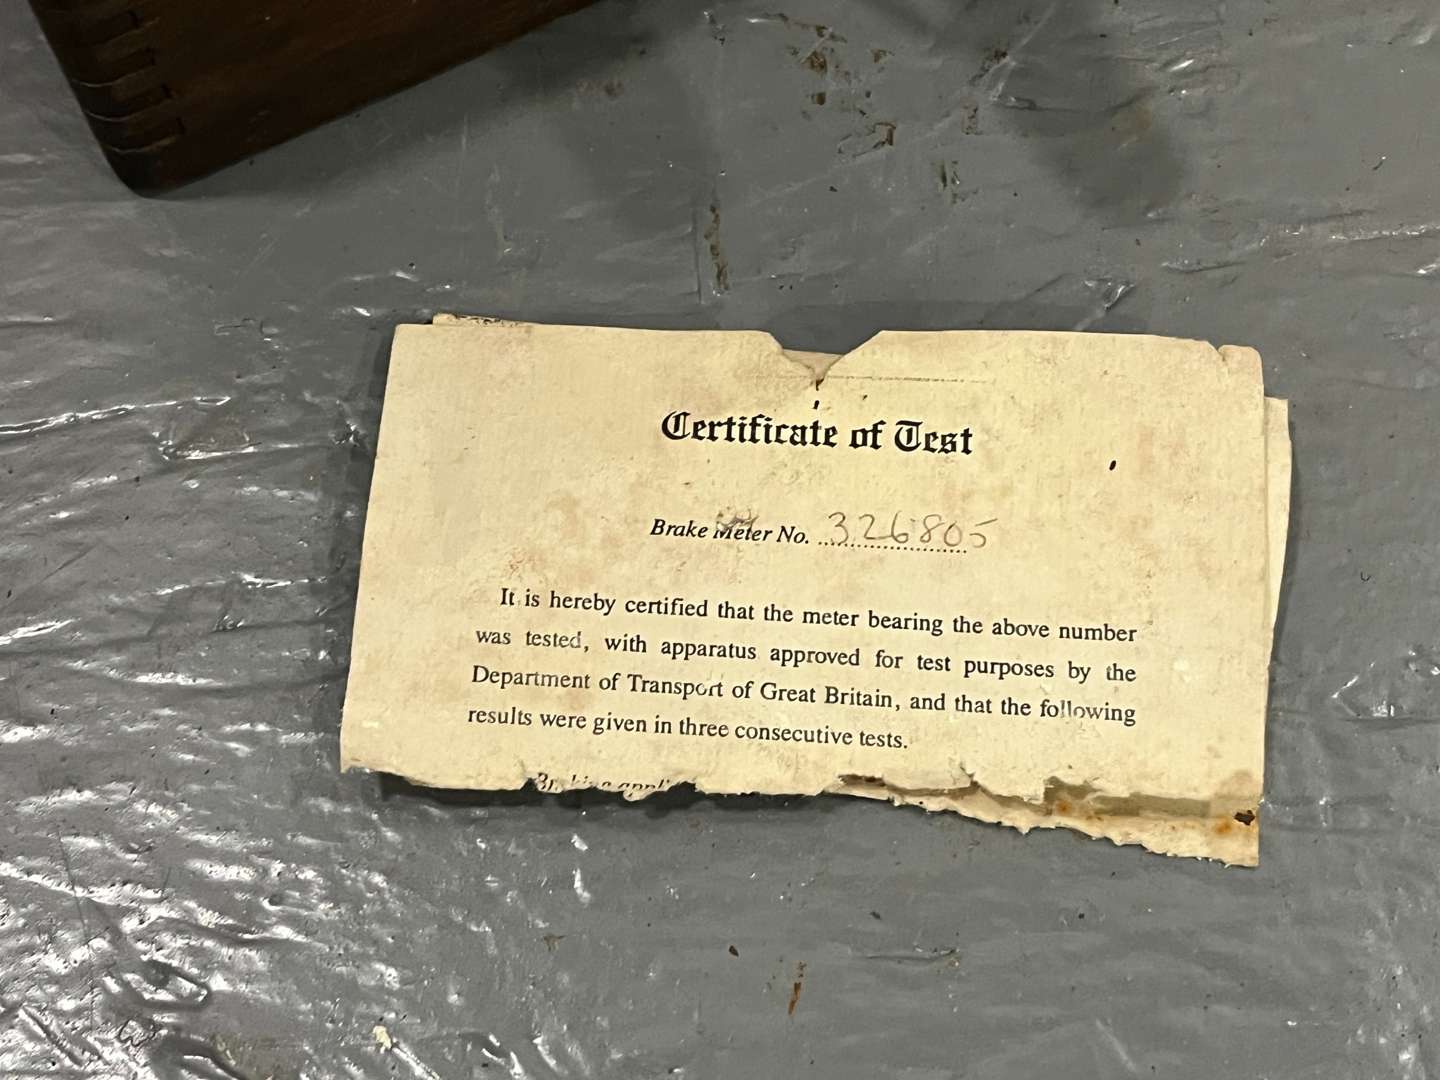 Certificate of Test
Brake Meter No. 326805
It is hereby certified that the meter bearing the above number
was tested, with apparatus approved for test purposes by the
Department of Transport of Great Britain, and that the following
results were given in three consecutive tests.